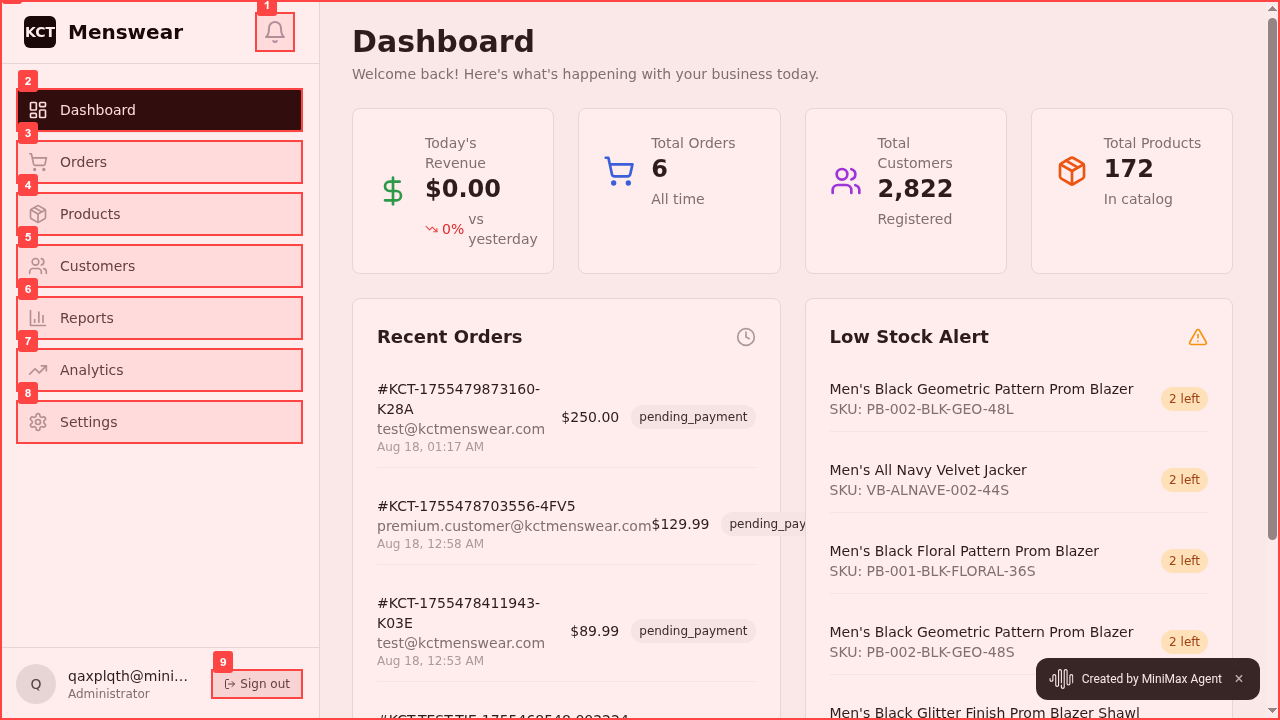 KCT Menswear
1
2
Dashboard
3
Orders
4
Products
5
Customers
6
Reports
7
Analytics
8
Settings
9
Q
qaxplqth@mini...
Administrator
Sign out
Dashboard
Welcome back! Here's what's happening with your business today.
Today's
Revenue
$0.00
0% vs
yesterday
Total Orders
6
All time
Total
Customers
2,822
Registered
Total Products
172
In catalog
Recent Orders
#KCT-1755479873160-
K28A
test@kctmenswear.com
Aug 18, 01:17 AM
$250.00 pending_payment
#KCT-1755478703556-4FV5
premium.customer@kctmenswear.com
Aug 18, 12:58 AM
$129.99 pending_pay
#KCT-1755478411943-
K03E
test@kctmenswear.com
Aug 18, 12:53 AM
$89.99 pending_payment
Low Stock Alert
Men's Black Geometric Pattern Prom Blazer
SKU: PB-002-BLK-GEO-48L
2 left
Men's All Navy Velvet Jacker
SKU: VB-ALNAVE-002-44S
2 left
Men's Black Floral Pattern Prom Blazer
SKU: PB-001-BLK-FLORAL-36S
2 left
Men's Black Geometric Pattern Prom Blazer
SKU: PB-002-BLK-GEO-48S
2 left
Men's Black Glitter Finish Prom Blazer Shawl
Created by MiniMax Agent ×